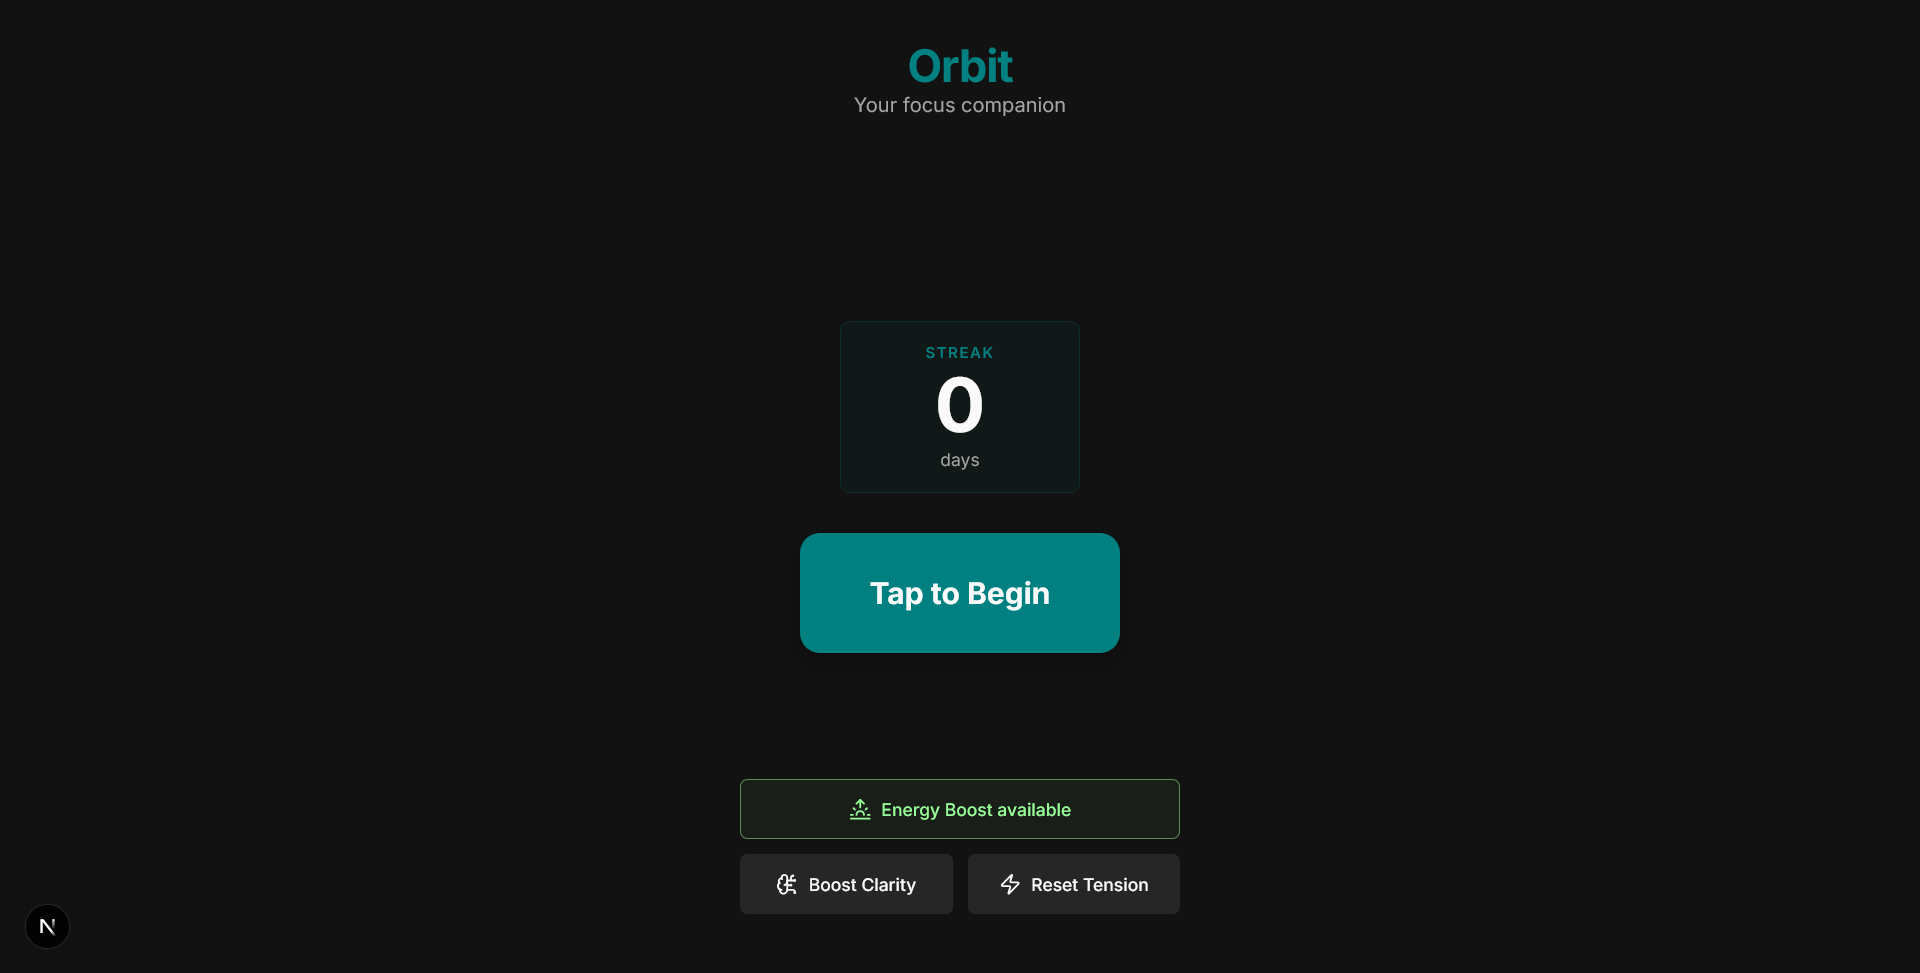 Orbit
Your focus companion
STREAK
0
days
Tap to Begin
Energy Boost available
Boost Clarity
Reset Tension
N